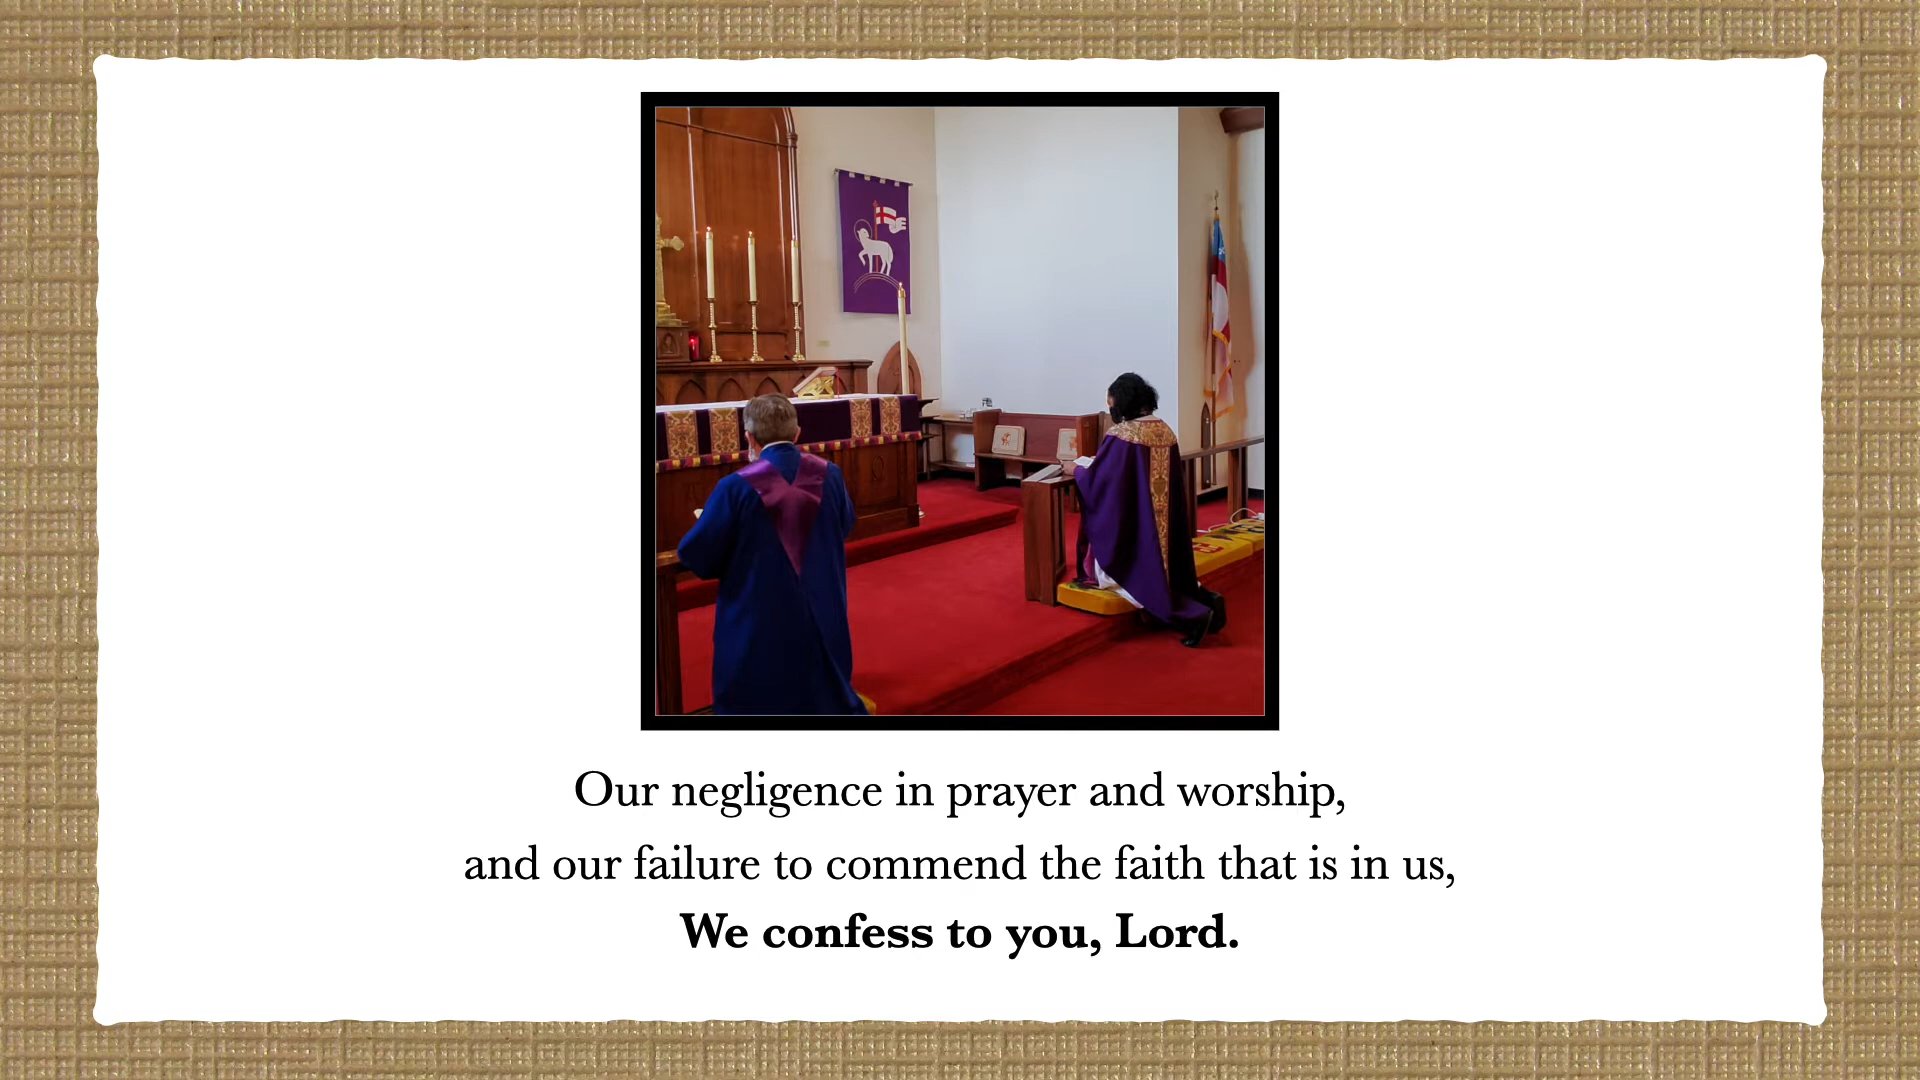 Our negligence in prayer and worship,
and our failure to commend the faith that is in us,
We confess to you, Lord.